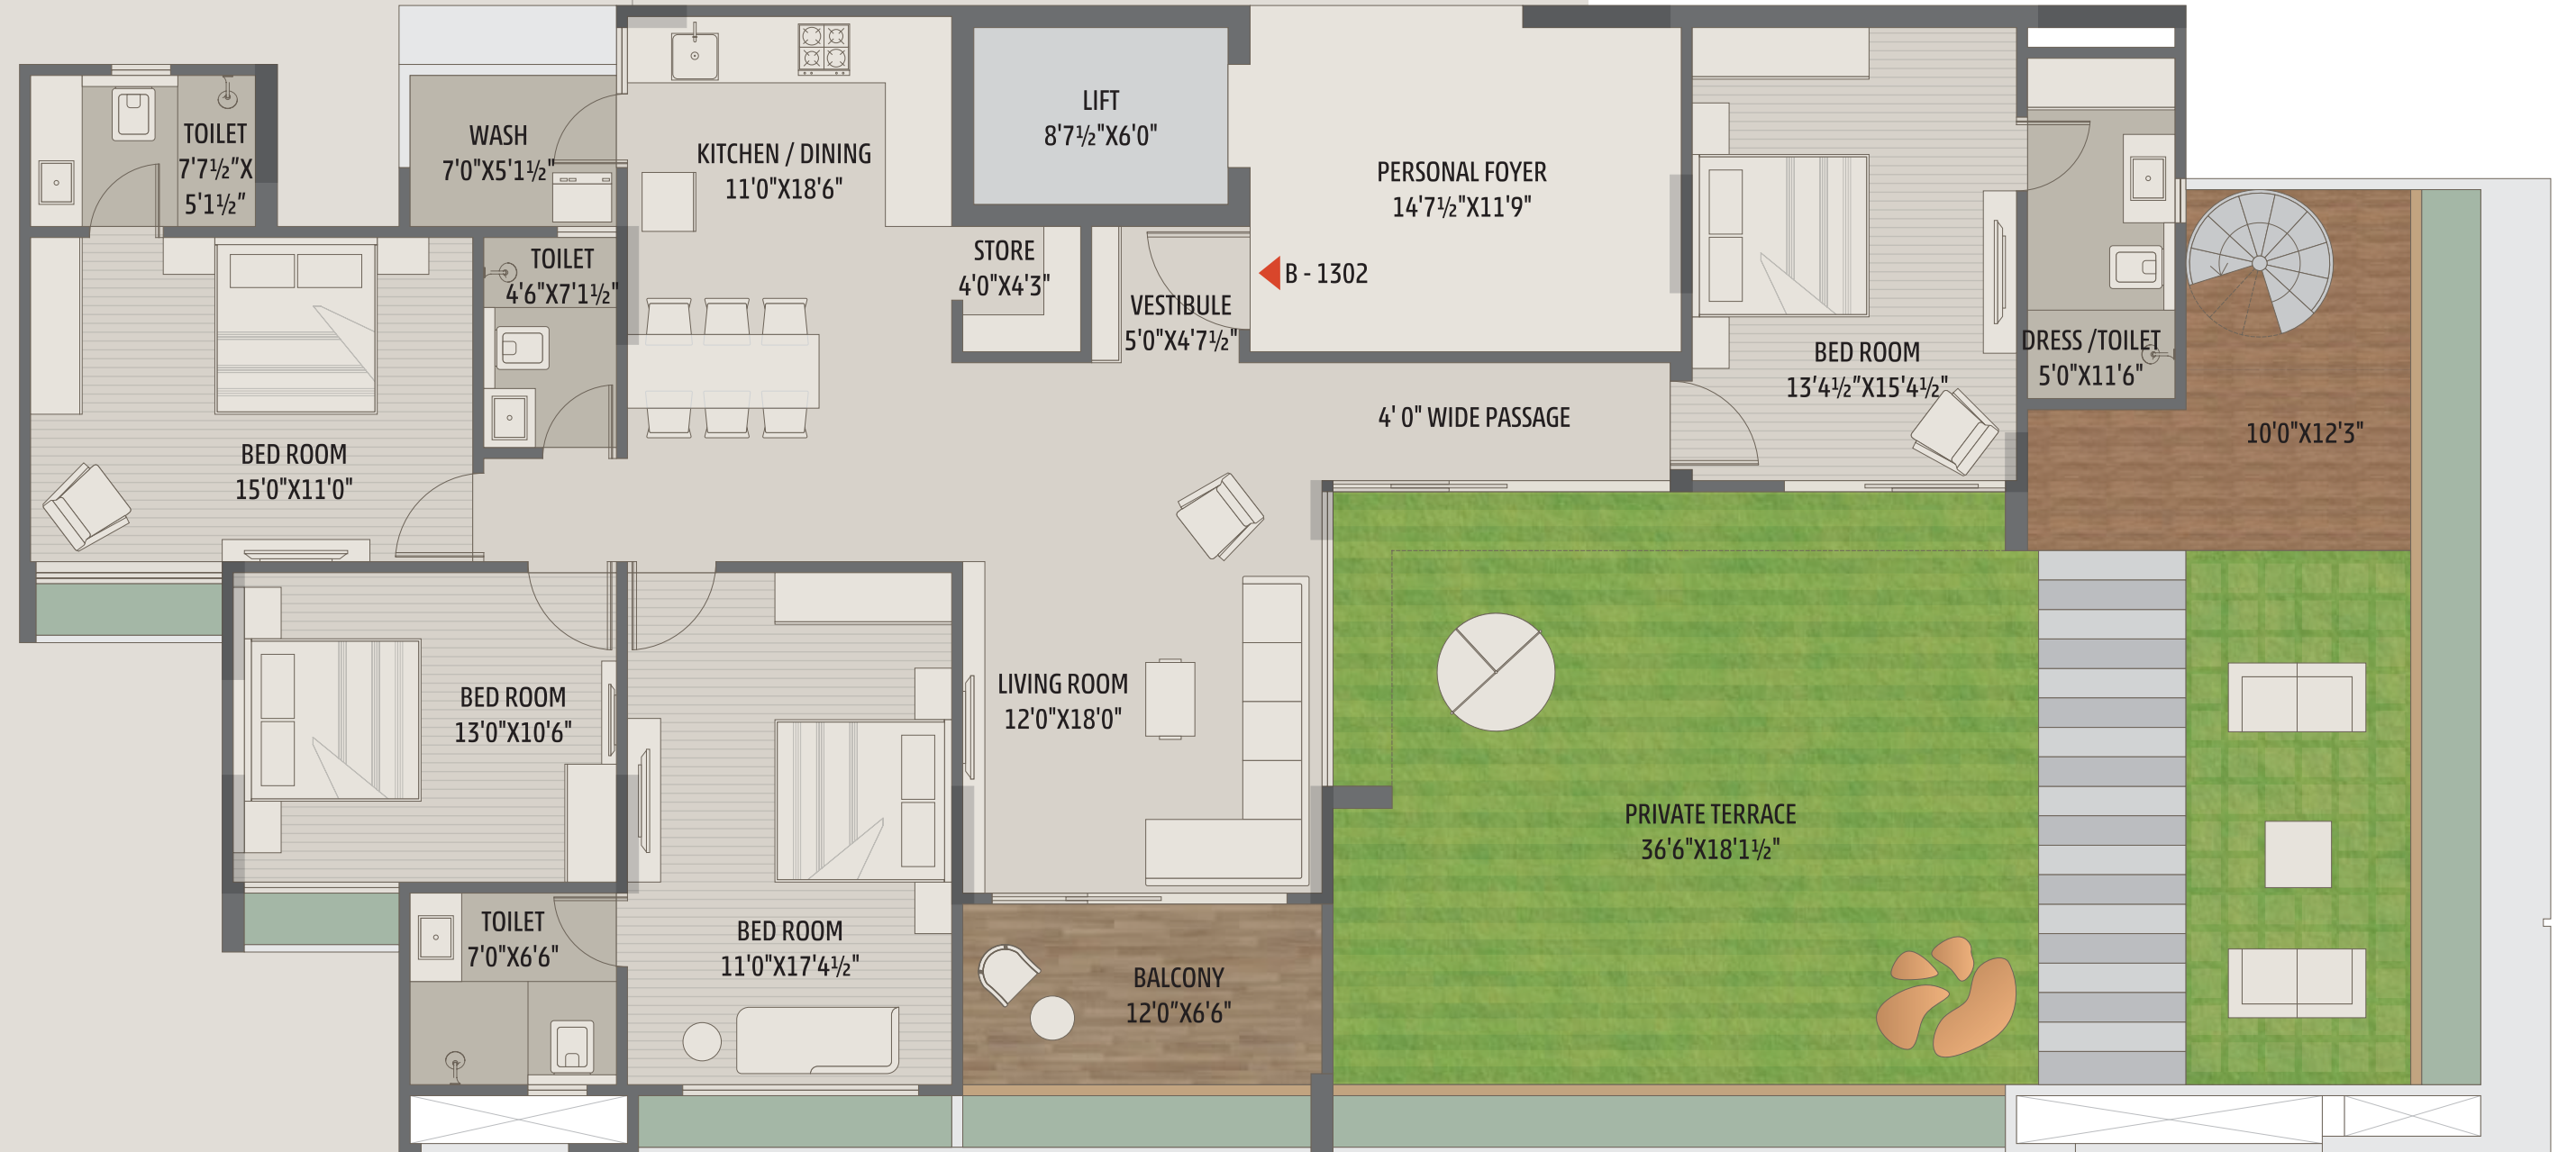 TOILET
7'7½"X
5'1½"
WASH
7'0"X5'1½"
KITCHEN / DINING
11'0"X18'6"
LIFT
8'7½"X6'0"
PERSONAL FOYER
14'7½"X11'9"
TOILET
4'6"X7'1½"
STORE
4'0"X4'3"
VESTIBULE
5'0"X4'7½"
B - 1302
BED ROOM
13'4½"X15'4½"
DRESS /TOILET
5'0"X11'6"
10'0"X12'3"
4' 0" WIDE PASSAGE
BED ROOM
15'0"X11'0"
BED ROOM
13'0"X10'6"
LIVING ROOM
12'0"X18'0"
PRIVATE TERRACE
36'6"X18'1½"
TOILET
7'0"X6'6"
BED ROOM
11'0"X17'4½"
BALCONY
12'0"X6'6"